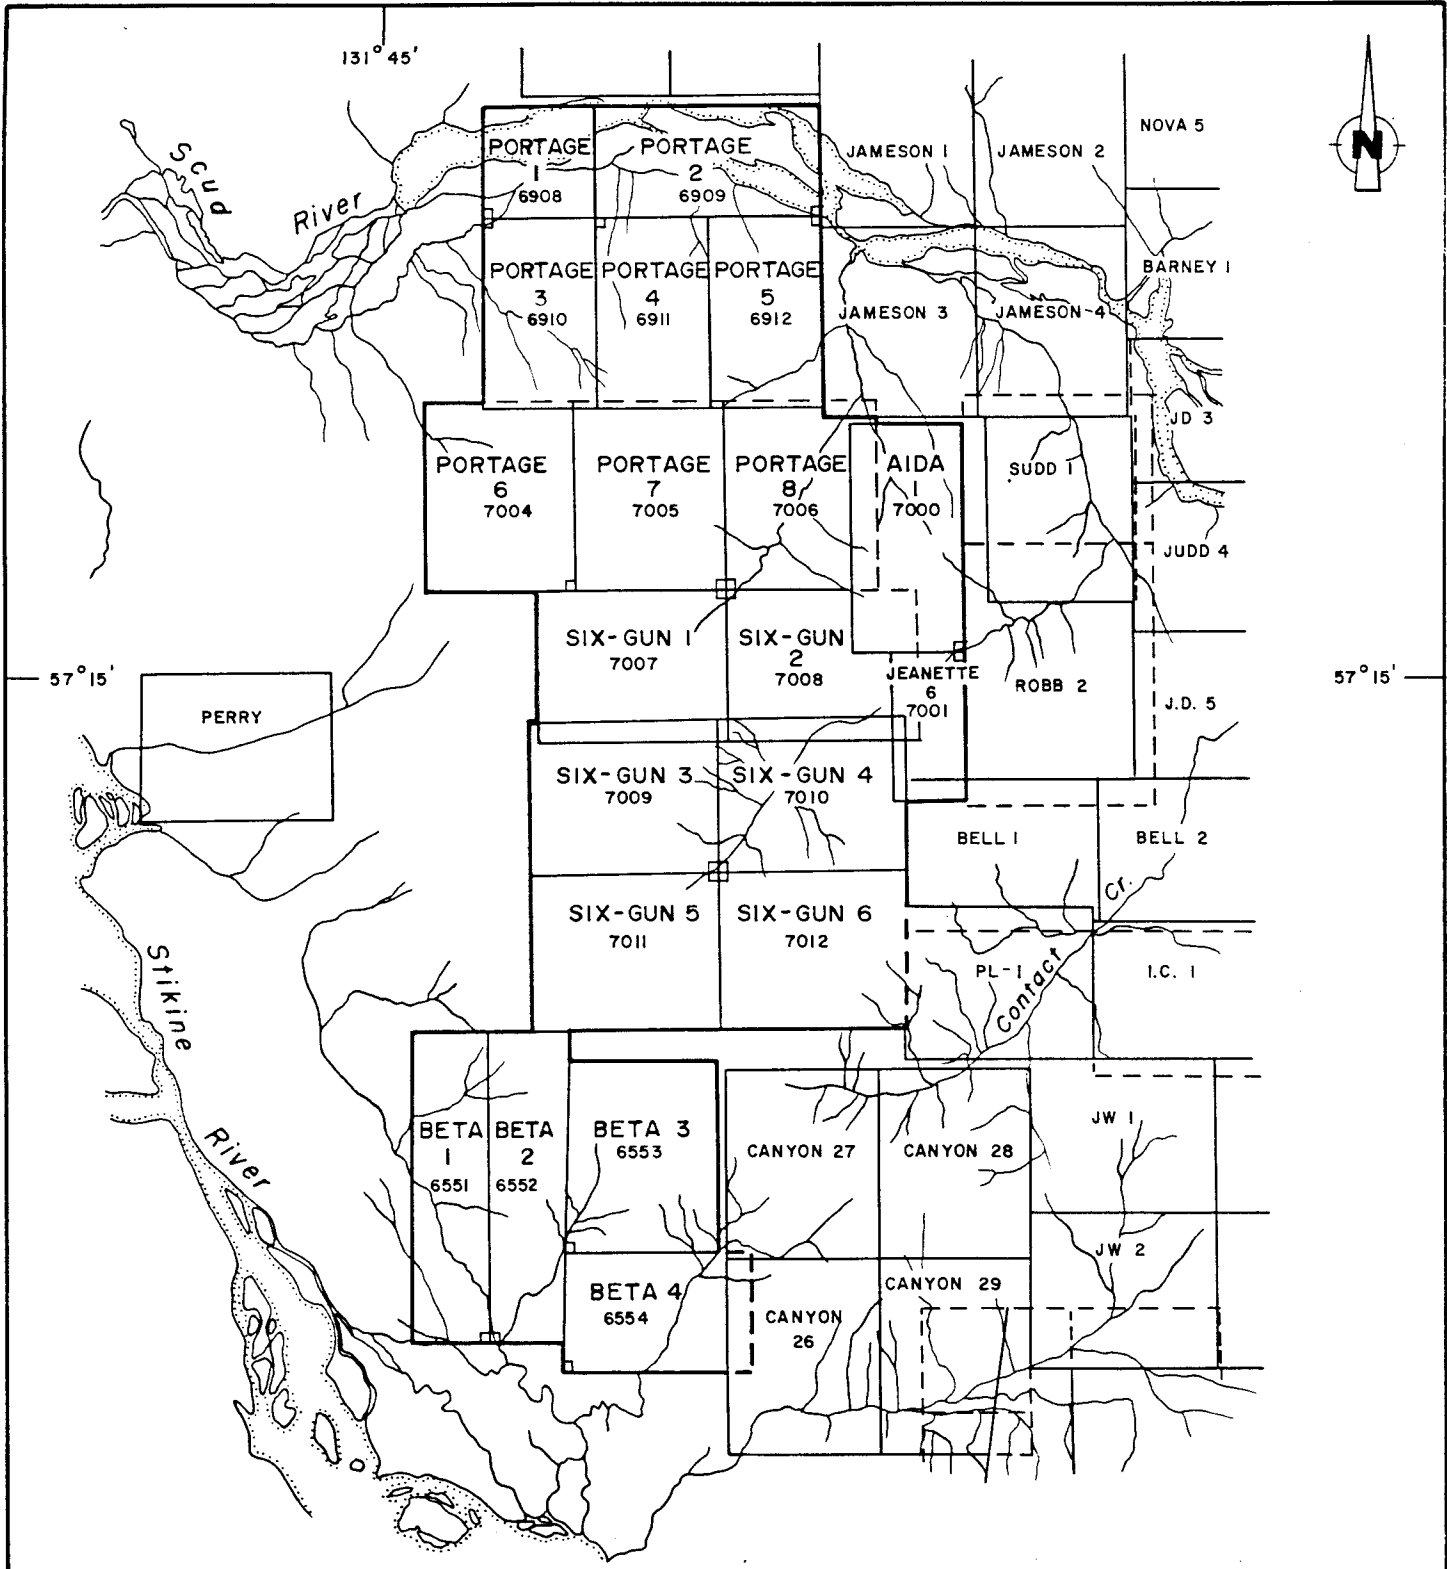 131° 45'
N
NOVA 5
Scud
River
PORTAGE
1
6908
PORTAGE
2
6909
JAMESON 1
JAMESON 2
BARNEY 1
PORTAGE
3
6910
PORTAGE
4
6911
PORTAGE
5
6912
JAMESON 3
JAMESON-4
JD 3
PORTAGE
6
7004
PORTAGE
7
7005
PORTAGE
8
7006
AIDA
1
7000
SUDD 1
JUDD 4
57° 15'
SIX-GUN 1
7007
SIX-GUN
2
7008
JEANETTE
6
7001
ROBB 2
57° 15'
J.D. 5
PERRY
SIX-GUN 3
7009
SIX-GUN 4
7010
BELL 1
BELL 2
SIX-GUN 5
7011
SIX-GUN 6
7012
Contact Cr.
PL-1
I.C. 1
Stikine
River
BETA
1
6551
BETA
2
6552
BETA 3
6553
CANYON 27
CANYON 28
JW 1
JW 2
BETA 4
6554
CANYON
26
CANYON 29